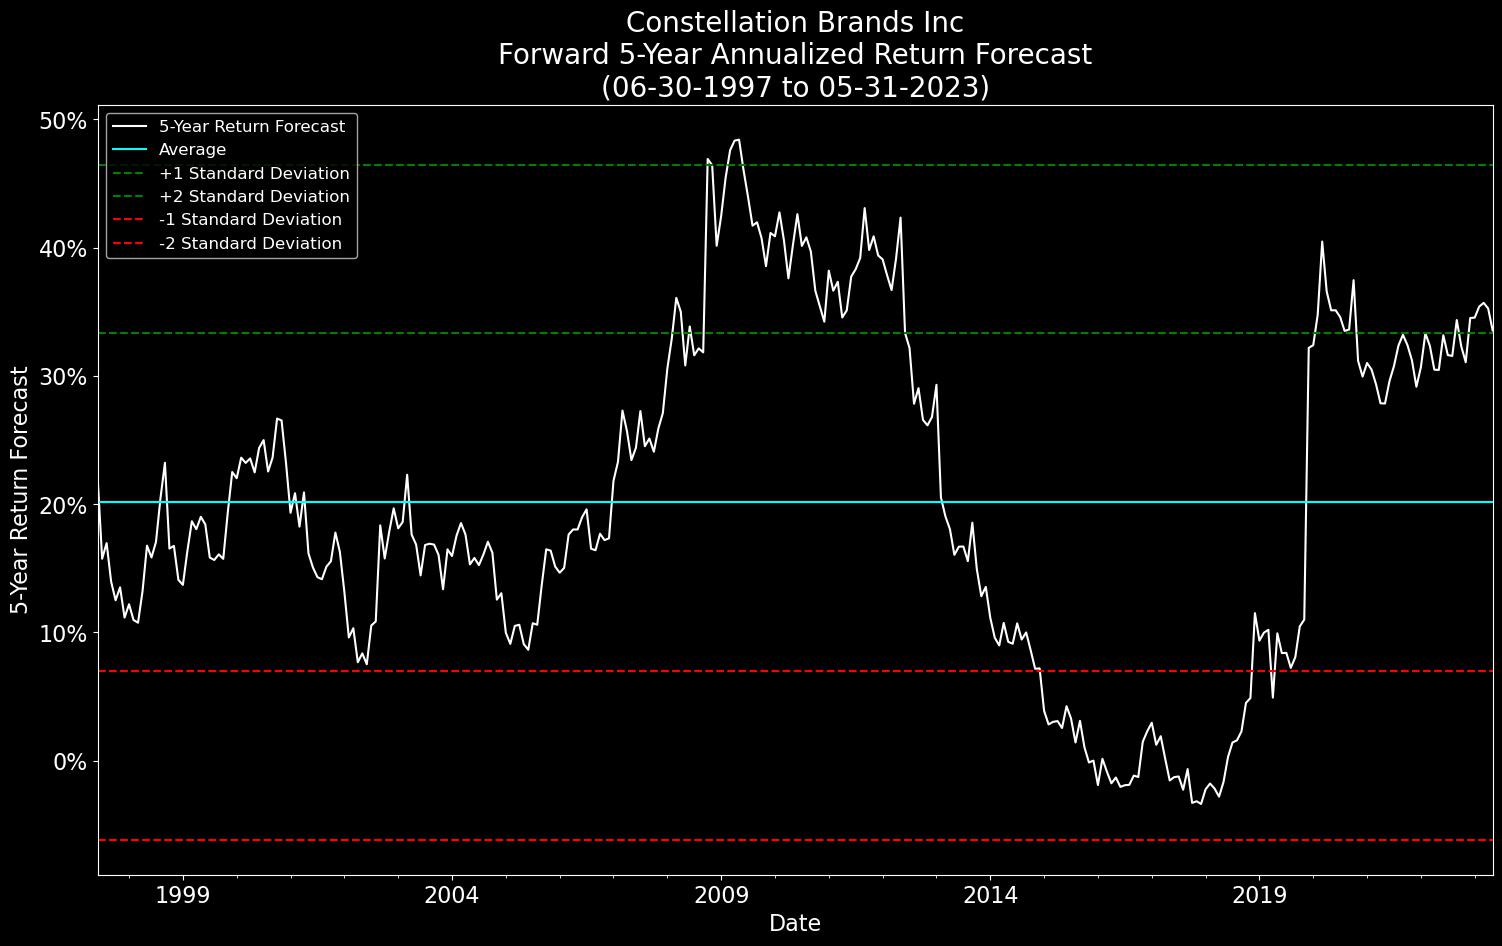 Constellation Brands Inc
Forward 5-Year Annualized Return Forecast
(06-30-1997 to 05-31-2023)
5-Year Return Forecast
Average
+1 Standard Deviation
+2 Standard Deviation
-1 Standard Deviation
-2 Standard Deviation
50%
40%
30%
20%
10%
0%
5-Year Return Forecast
1999 2004 2009 2014 2019
Date